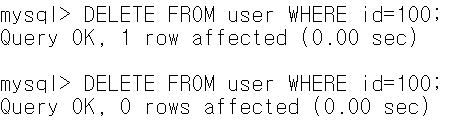 mysql> DELETE FROM user WHERE id=100;
Query OK, 1 row affected (0.00 sec)
mysql> DELETE FROM user WHERE id=100;
Query OK, 0 rows affected (0.00 sec)